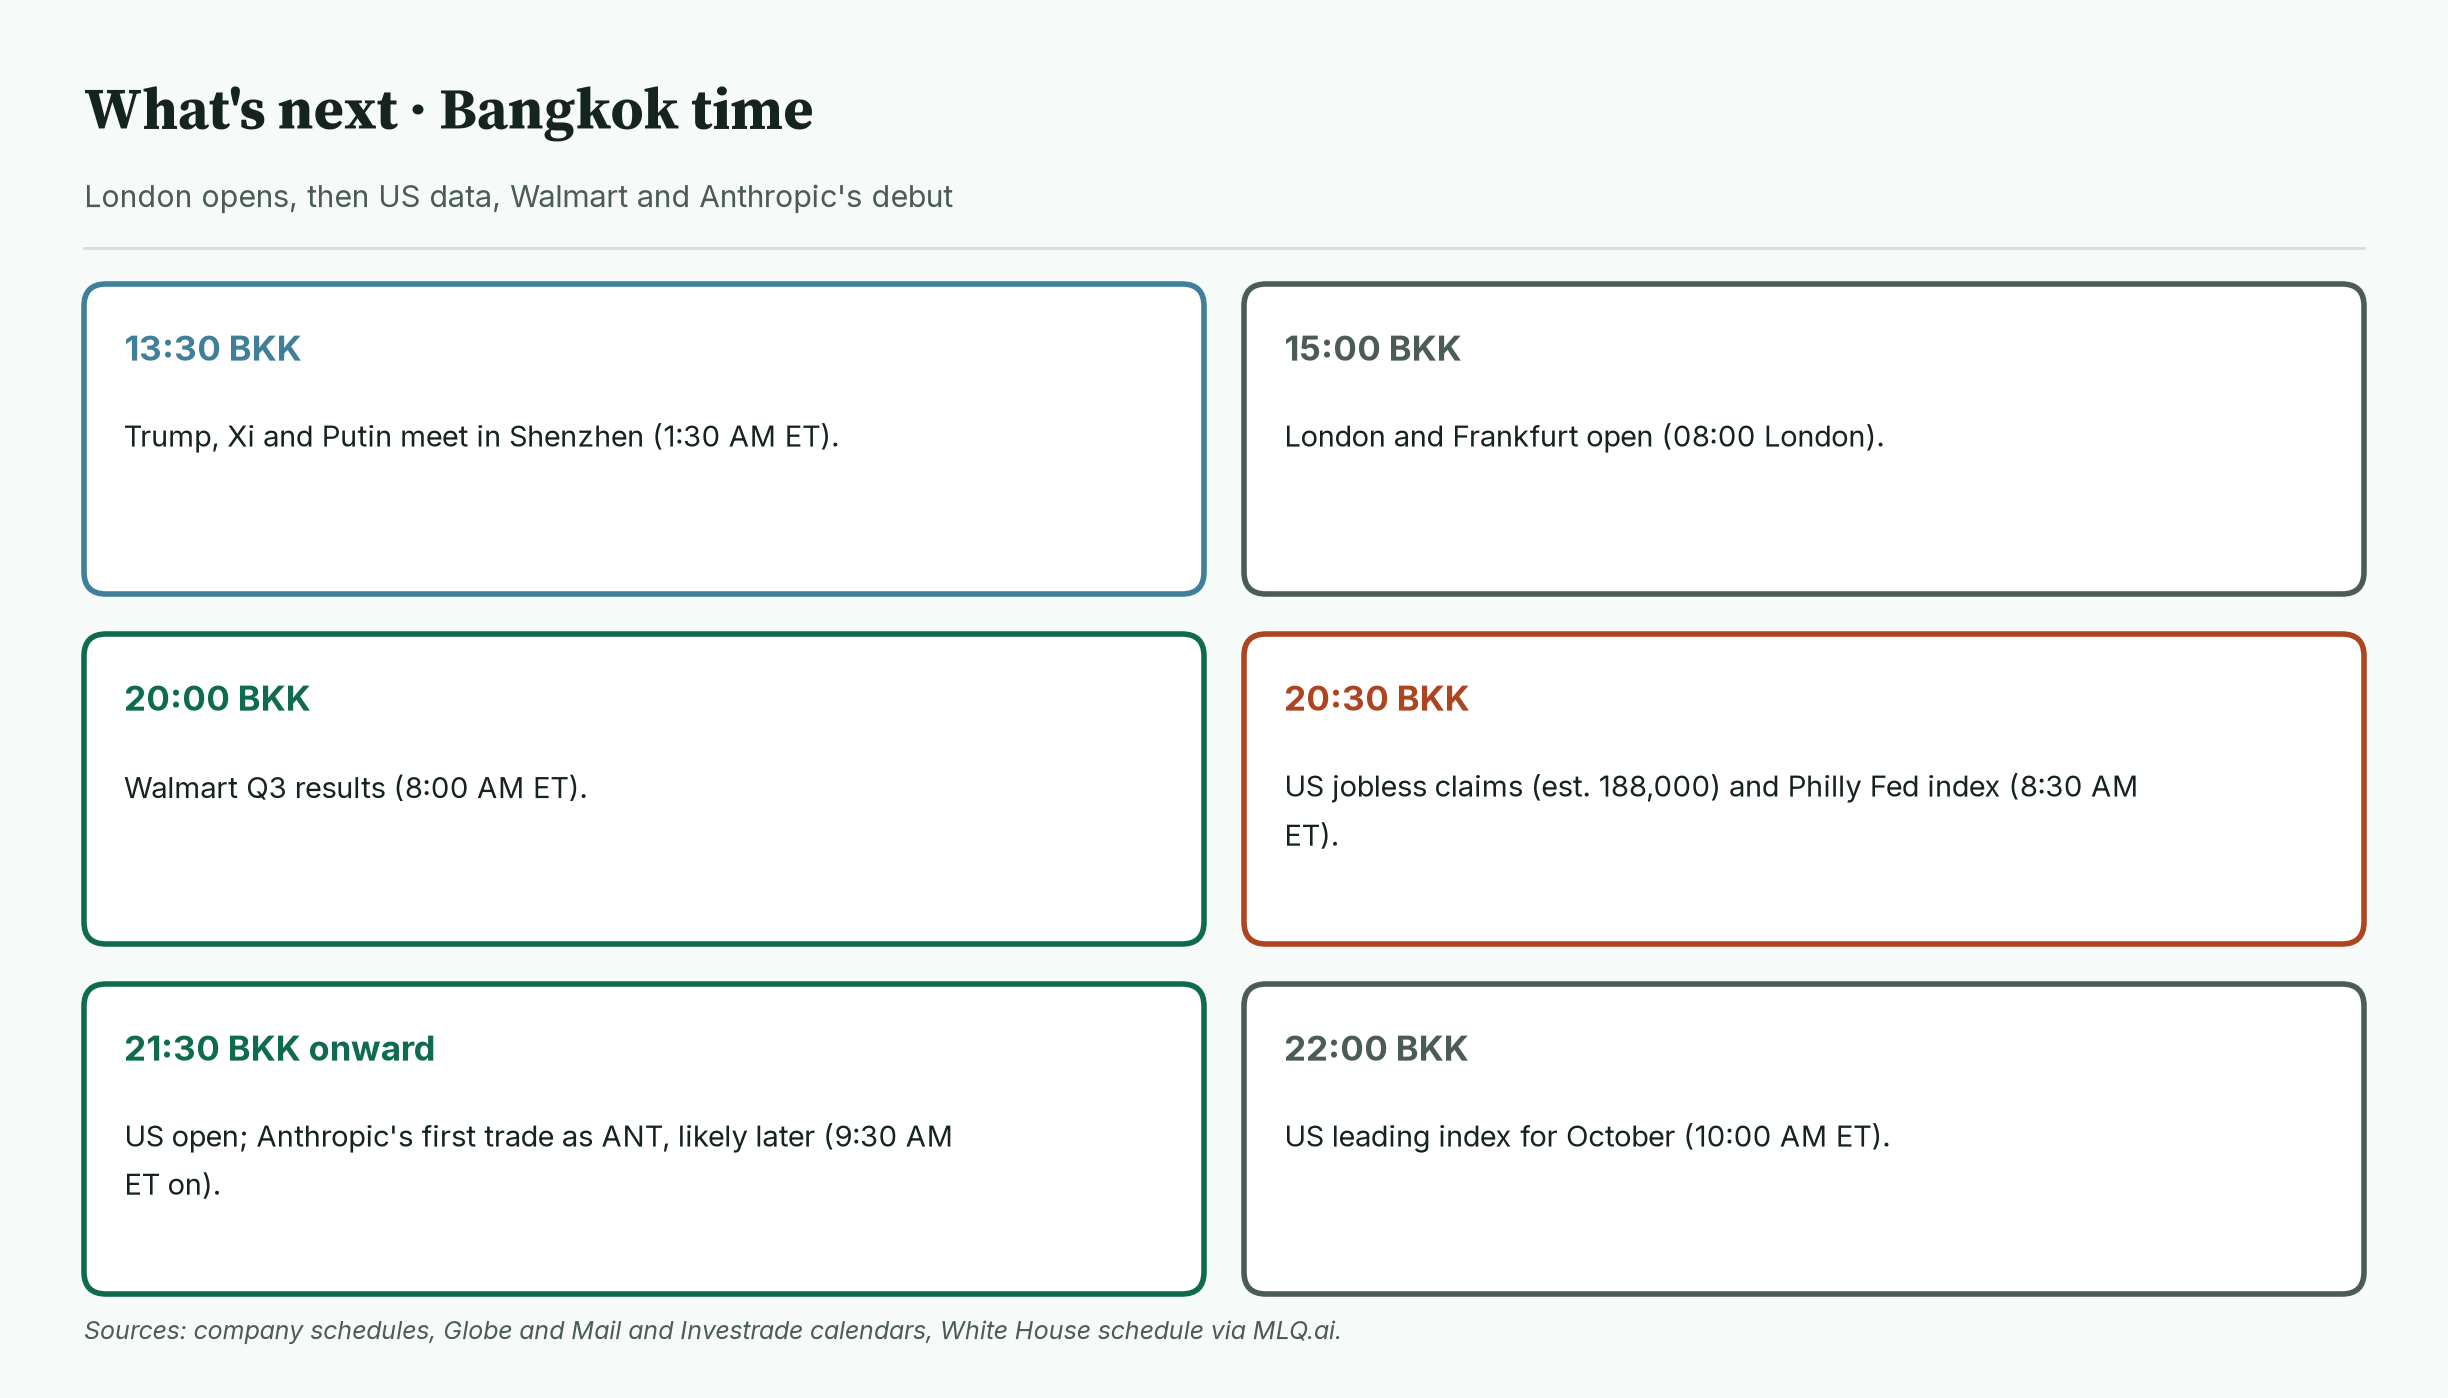 What's next · Bangkok time
London opens, then US data, Walmart and Anthropic's debut
13:30 BKK
Trump, Xi and Putin meet in Shenzhen (1:30 AM ET).
15:00 BKK
London and Frankfurt open (08:00 London).
20:00 BKK
Walmart Q3 results (8:00 AM ET).
20:30 BKK
US jobless claims (est. 188,000) and Philly Fed index (8:30 AM
ET).
21:30 BKK onward
US open; Anthropic's first trade as ANT, likely later (9:30 AM
ET on).
22:00 BKK
US leading index for October (10:00 AM ET).
Sources: company schedules, Globe and Mail and Investrade calendars, White House schedule via MLQ.ai.